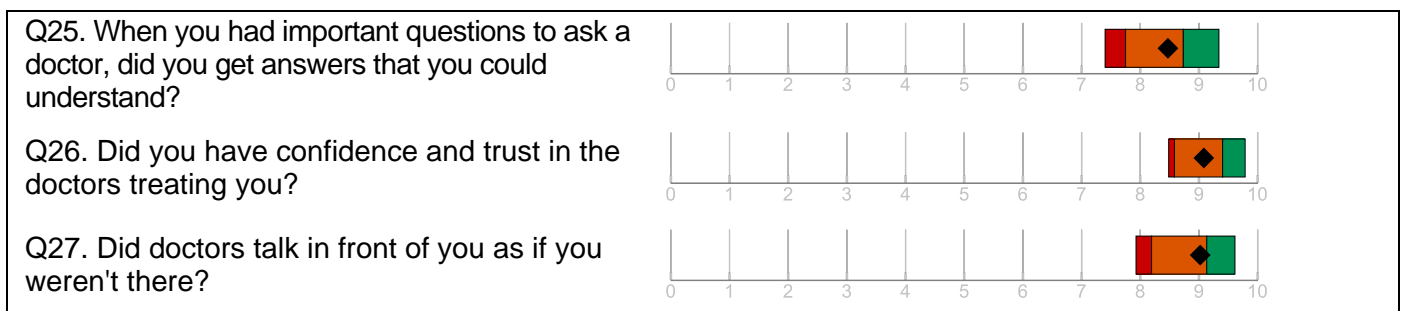 Q25. When you had important questions to ask a
doctor, did you get answers that you could
understand?
0 1 2 3 4 5 6 7 8 9 10
Q26. Did you have confidence and trust in the
doctors treating you?
0 1 2 3 4 5 6 7 8 9 10
Q27. Did doctors talk in front of you as if you
weren't there?
0 1 2 3 4 5 6 7 8 9 10